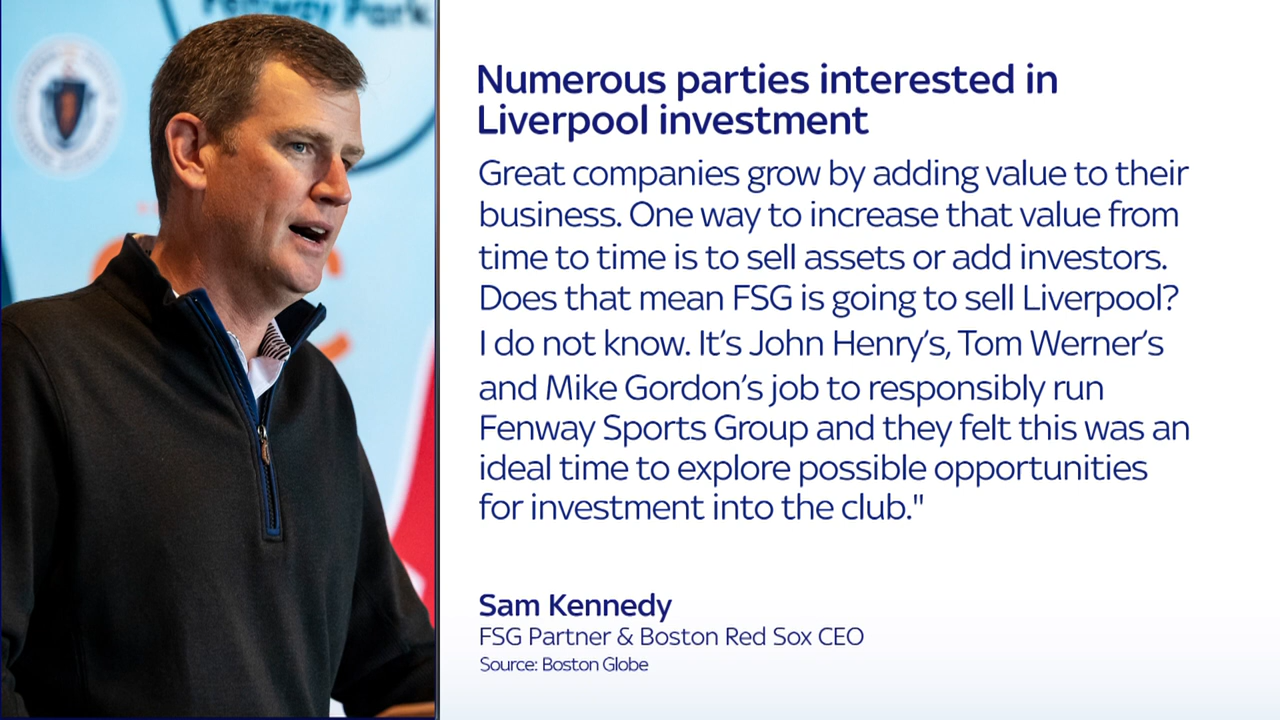 Fenway Park.
Numerous parties interested in
Liverpool investment
Great companies grow by adding value to their
business. One way to increase that value from
time to time is to sell assets or add investors.
Does that mean FSG is going to sell Liverpool?
I do not know. It’s John Henry’s, Tom Werner’s
and Mike Gordon’s job to responsibly run
Fenway Sports Group and they felt this was an
ideal time to explore possible opportunities
for investment into the club."
Sam Kennedy
FSG Partner & Boston Red Sox CEO
Source: Boston Globe